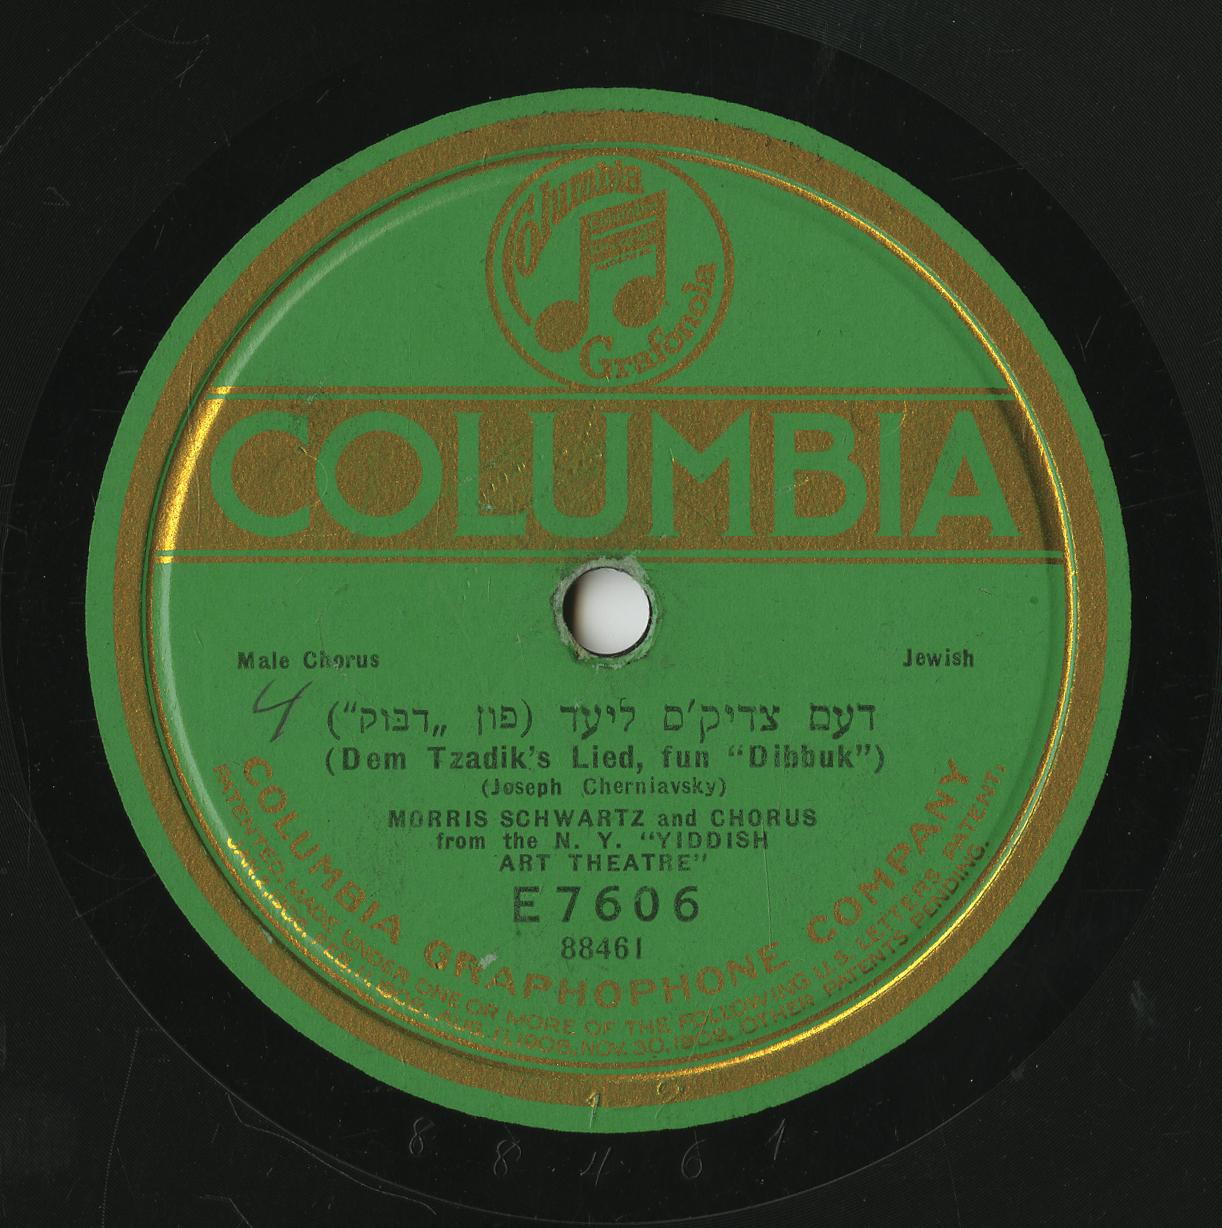 Columbia
Grafonola
COLUMBIA
Male Chorus
Jewish
4
דעם צדיק'ס ליעד (פון „דבוק“)
(Dem Tzadik's Lied, fun “Dibbuk”)
(Joseph Cherniavsky)
MORRIS SCHWARTZ and CHORUS
from the N. Y. “YIDDISH
ART THEATRE”
E7606
88461
COLUMBIA GRAPHOPHONE COMPANY
PATENTED, MADE UNDER ONE OR MORE OF THE FOLLOWING U.S. LETTERS PATENT,
AUG. 11, 1908, NOV. 30, 1909, OTHER PATENTS PENDING.
1 2
88461